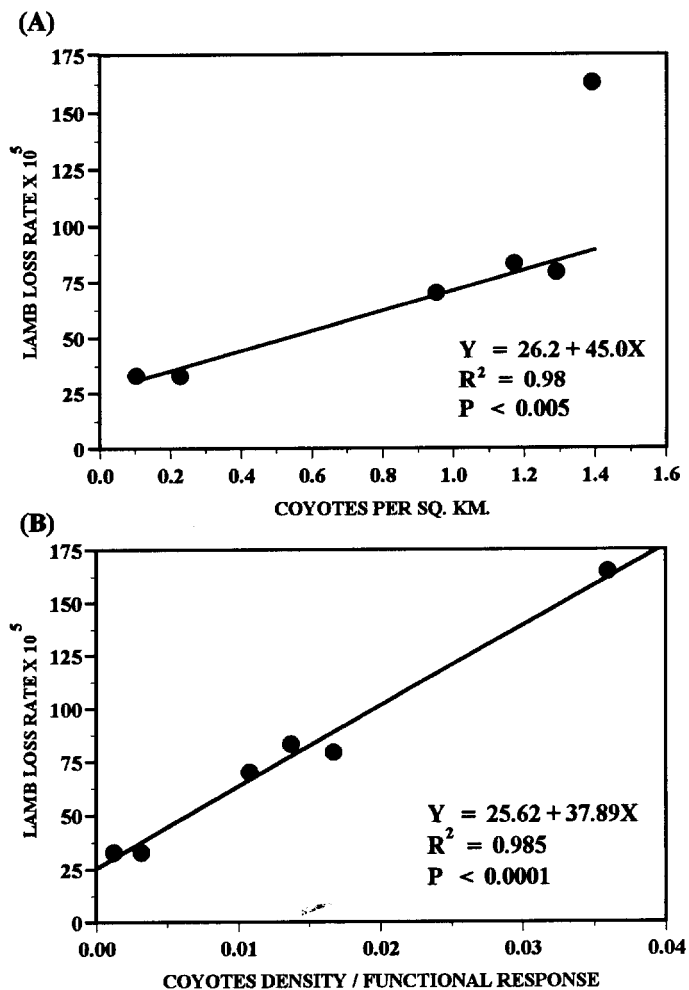 (A)
175
150
125
100
75
50
25
0
LAMB LOSS RATE X 10^5
Y = 26.2 + 45.0X
R^2 = 0.98
P < 0.005
0.0 0.2 0.4 0.6 0.8 1.0 1.2 1.4 1.6
COYOTES PER SQ. KM.
(B)
175
150
125
100
75
50
25
0
LAMB LOSS RATE X 10^5
Y = 25.62 + 37.89X
R^2 = 0.985
P < 0.0001
0.00 0.01 0.02 0.03 0.04
COYOTES DENSITY / FUNCTIONAL RESPONSE